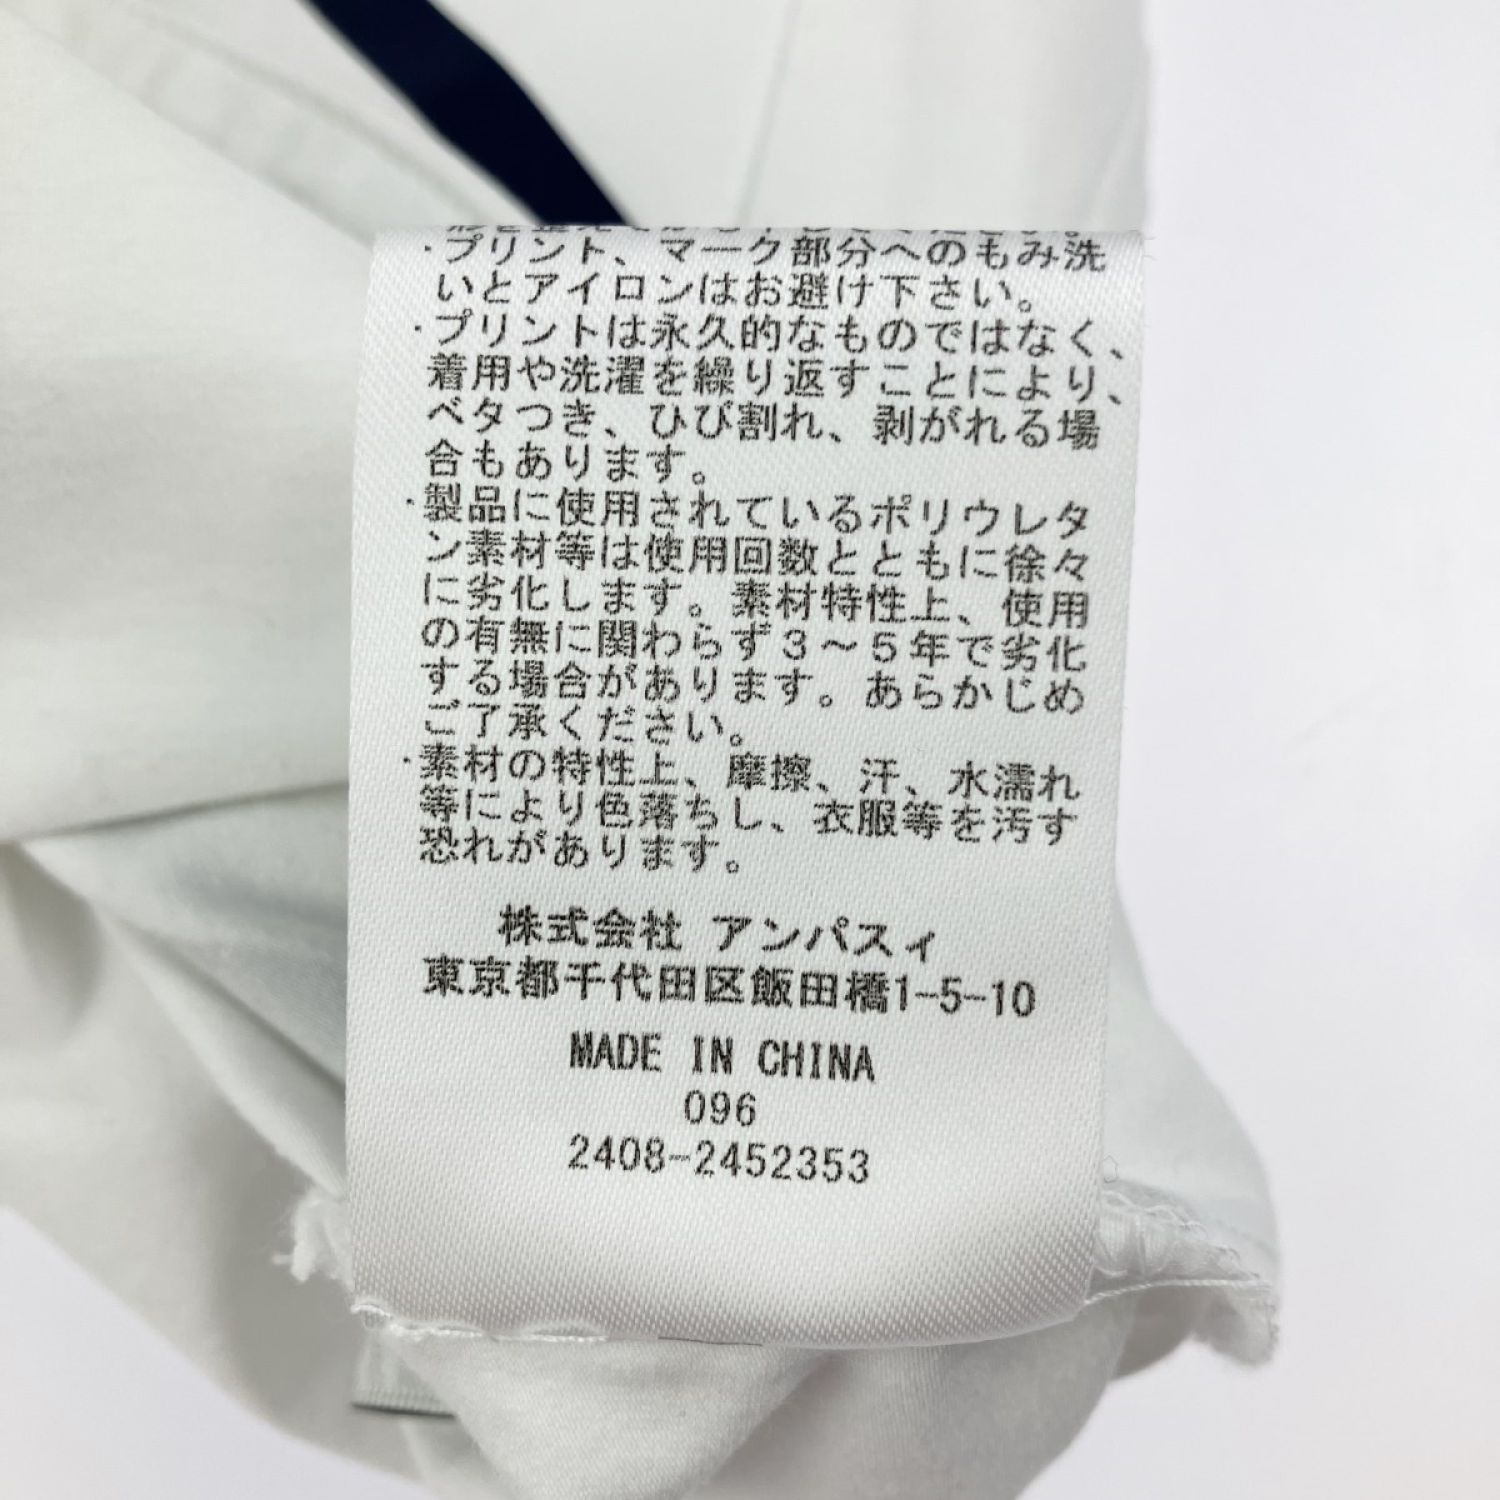 ・プリント、マーク部分へのもみ洗
いとアイロンはお避け下さい。
・プリントは永久的なものではなく、
着用や洗濯を繰り返すことにより、
ベタつき、ひび割れ、剥がれる場
合もあります。
・製品に使用されているポリウレタ
ン素材等は使用回数とともに徐々
に劣化します。素材特性上、使用
の有無に関わらず3～5年で劣化
する場合があります。あらかじめ
ご了承ください。
・素材の特性上、摩擦、汗、水濡れ
等により色落ちし、衣服等を汚す
恐れがあります。
株式会社 アンパスィ
東京都千代田区飯田橋1-5-10
MADE IN CHINA
096
2408-2452353